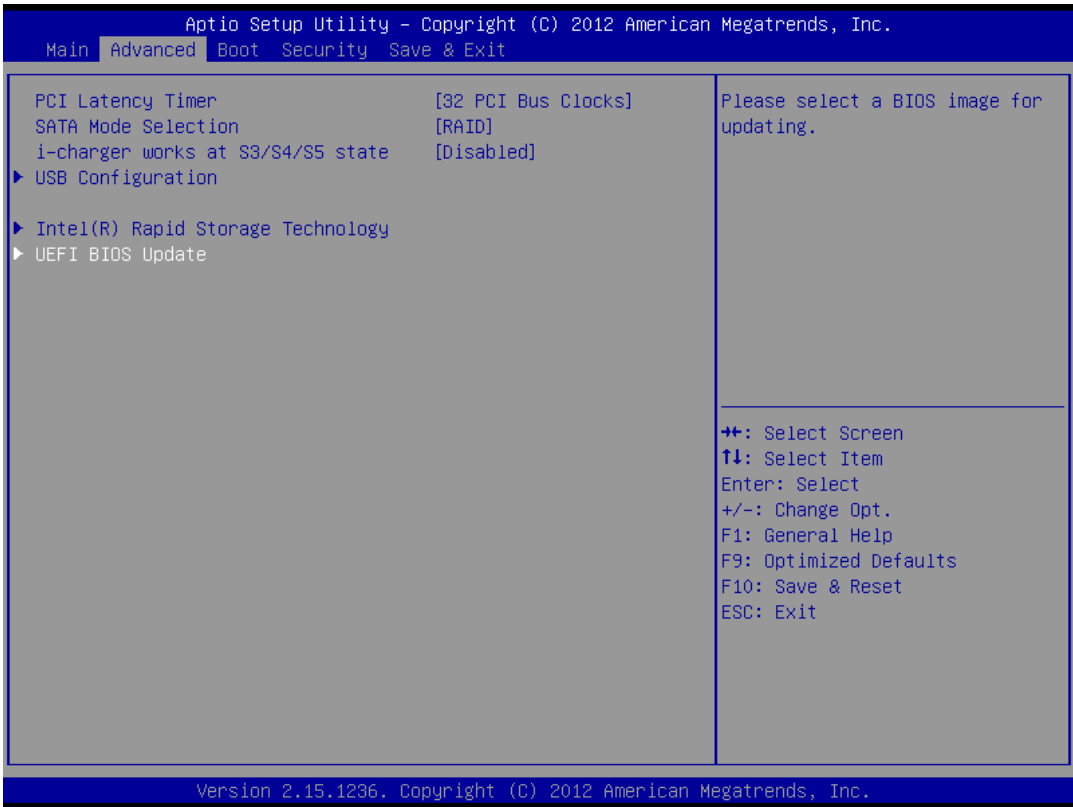 Aptio Setup Utility – Copyright (C) 2012 American Megatrends, Inc.
Main Advanced Boot Security Save & Exit
PCI Latency Timer [32 PCI Bus Clocks]
SATA Mode Selection [RAID]
i-charger works at S3/S4/S5 state [Disabled]
▶ USB Configuration
▶ Intel(R) Rapid Storage Technology
▶ UEFI BIOS Update
Please select a BIOS image for
updating.
→←: Select Screen
↑↓: Select Item
Enter: Select
+/-: Change Opt.
F1: General Help
F9: Optimized Defaults
F10: Save & Reset
ESC: Exit
Version 2.15.1236. Copyright (C) 2012 American Megatrends, Inc.